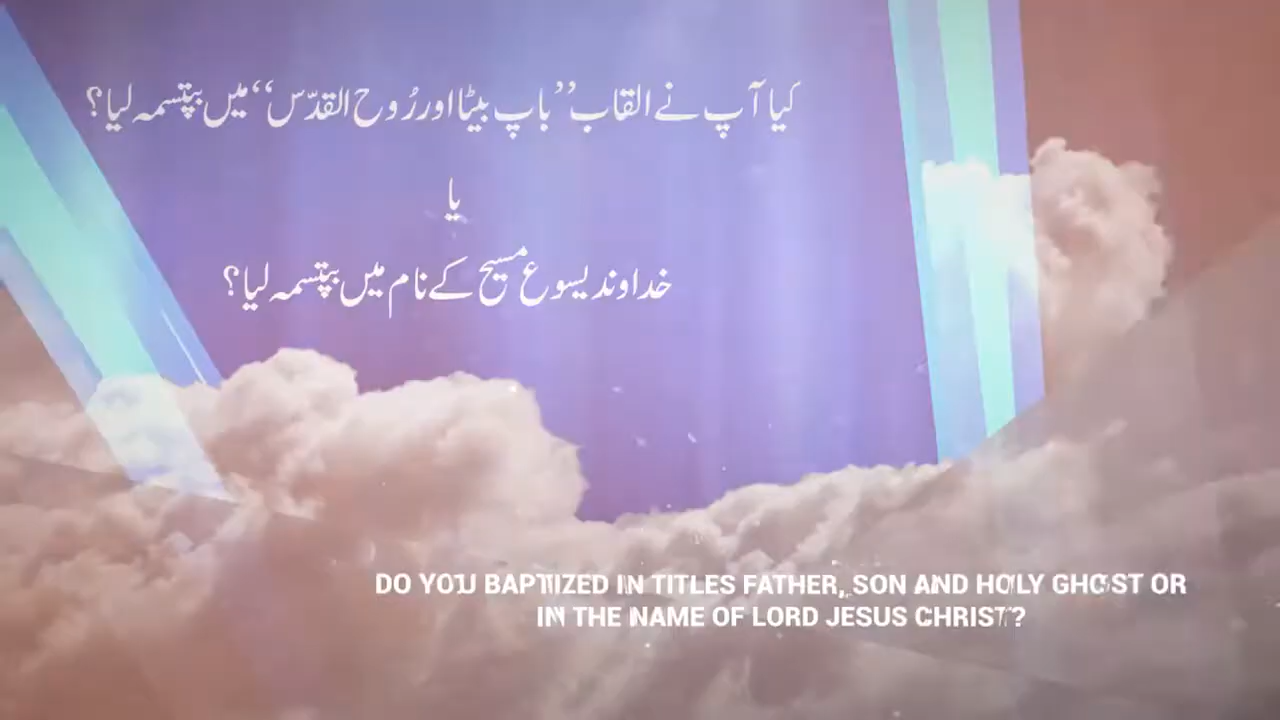 کیا آپ نے القاب ”باپ بیٹا اور رُوح القدّس“ میں بپتسمہ لیا؟
یا
خداوند یسوع مسیح کے نام میں بپتسمہ لیا؟
DO YOU BAPTIZED IN TITLES FATHER, SON AND HOLY GHOST OR
IN THE NAME OF LORD JESUS CHRIST?